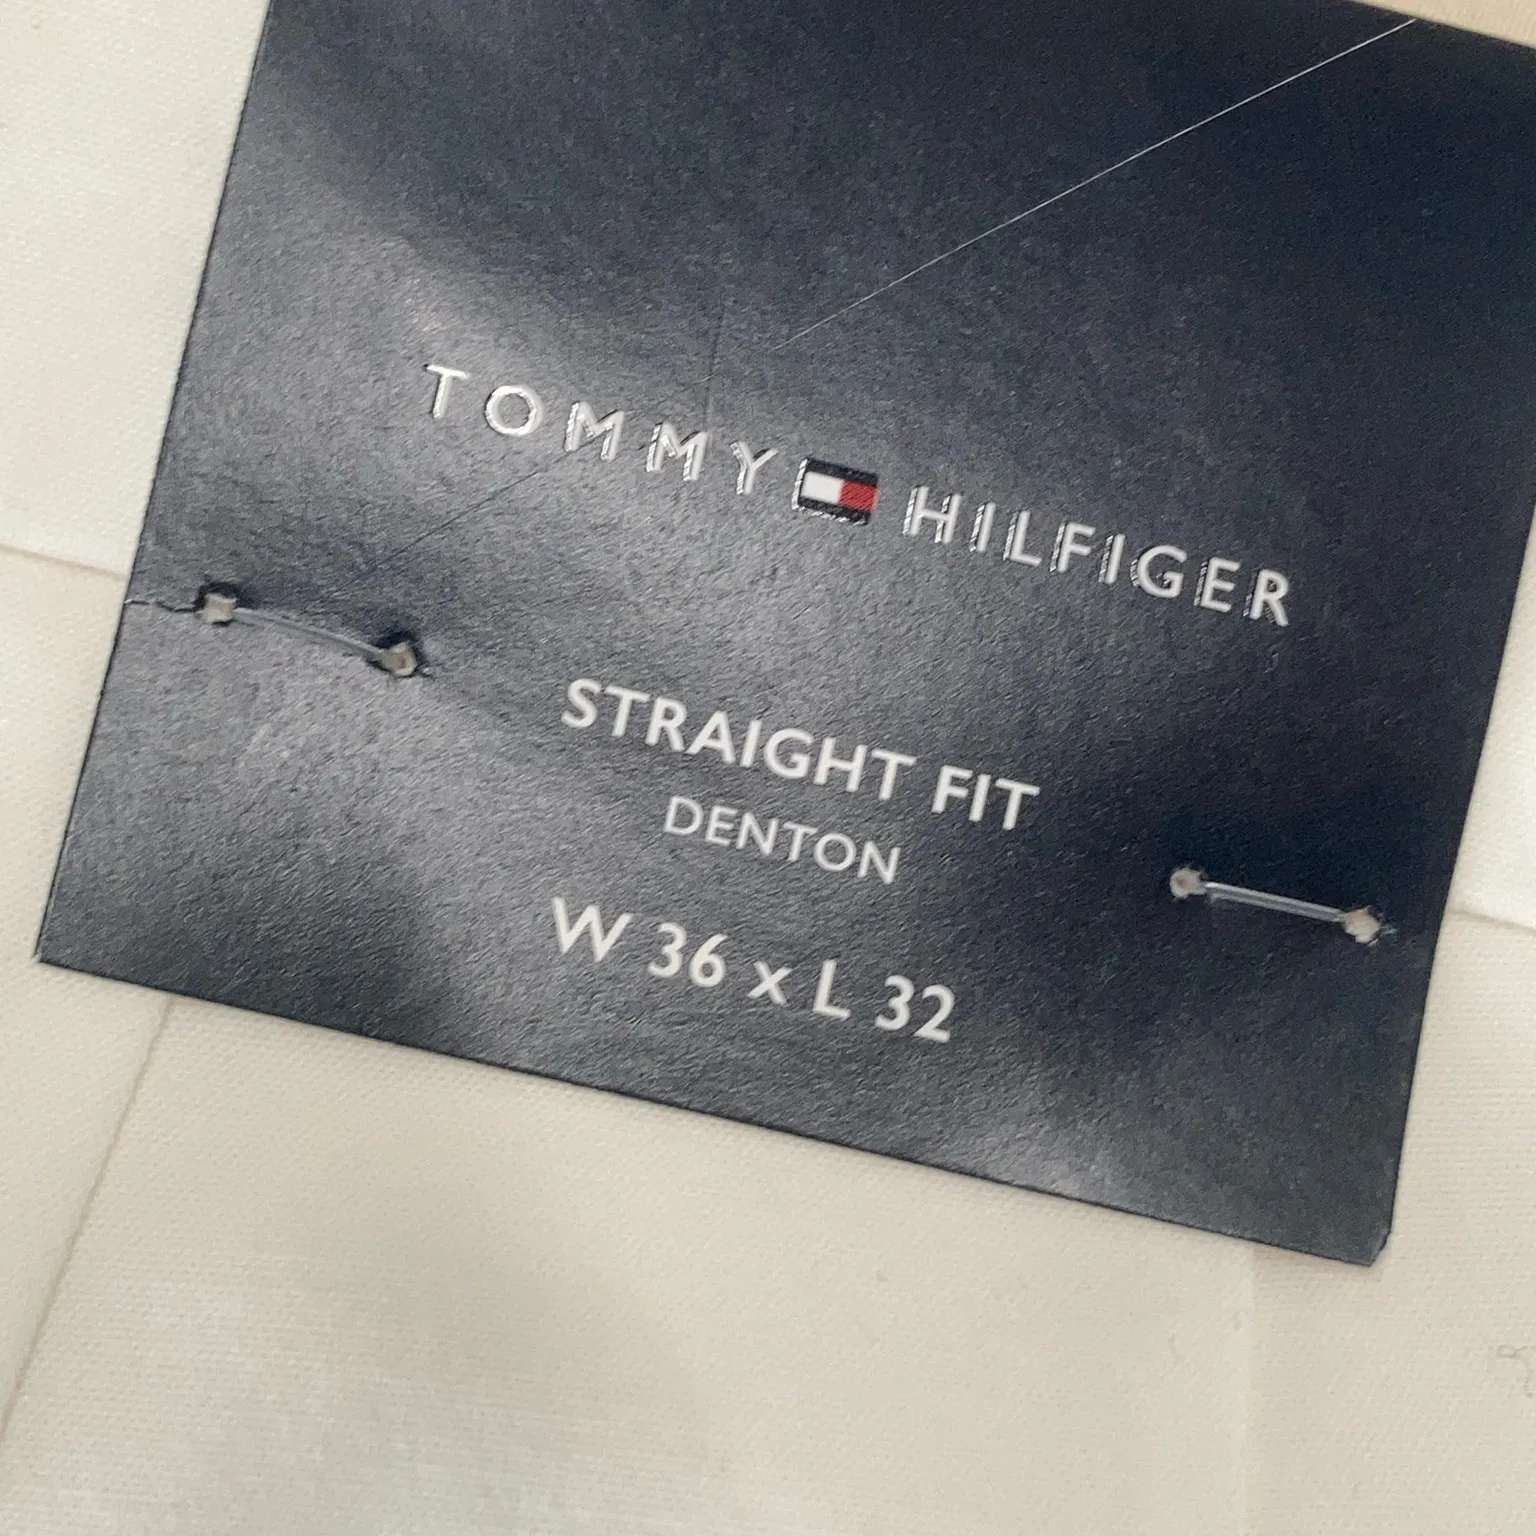 TOMMY HILFIGER
STRAIGHT FIT
DENTON
W 36 x L 32